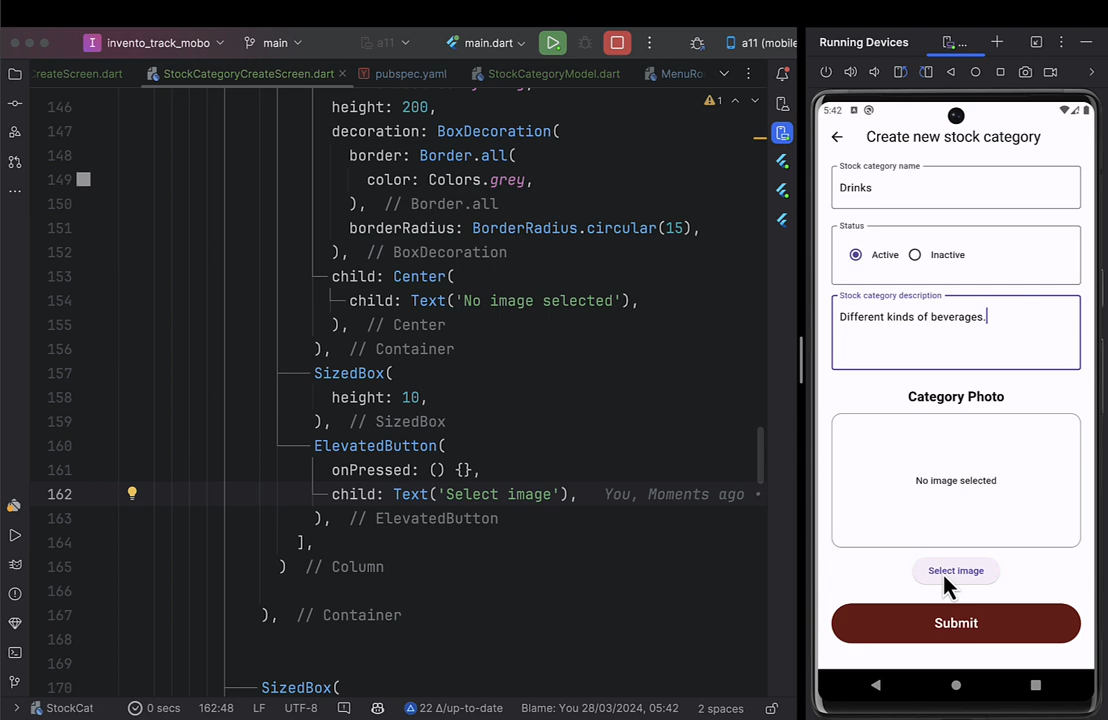 invento_track_mobo
main
a11
main.dart
a11 (mobile
Running Devices
...
CreateScreen.dart
StockCategoryCreateScreen.dart
pubspec.yaml
StockCategoryModel.dart
MenuRo
1
146 height: 200,
147 decoration: BoxDecoration(
148 border: Border.all(
149 color: Colors.grey,
150 ), // Border.all
151 borderRadius: BorderRadius.circular(15),
152 ), // BoxDecoration
153 child: Center(
154 child: Text('No image selected'),
155 ), // Center
156 ), // Container
157 SizedBox(
158 height: 10,
159 ), // SizedBox
160 ElevatedButton(
161 onPressed: () {},
162 child: Text('Select image'), You, Moments ago •
163 ), // ElevatedButton
164 ],
165 ) // Column
166
167 ), // Container
168
169
170 SizedBox(
StockCat
0 secs
162:48
LF
UTF-8
22 Δ/up-to-date
Blame: You 28/03/2024, 05:42
2 spaces
5:42
Create new stock category
Stock category name
Drinks
Status
Active
Inactive
Stock category description
Different kinds of beverages.
Category Photo
No image selected
Select image
Submit